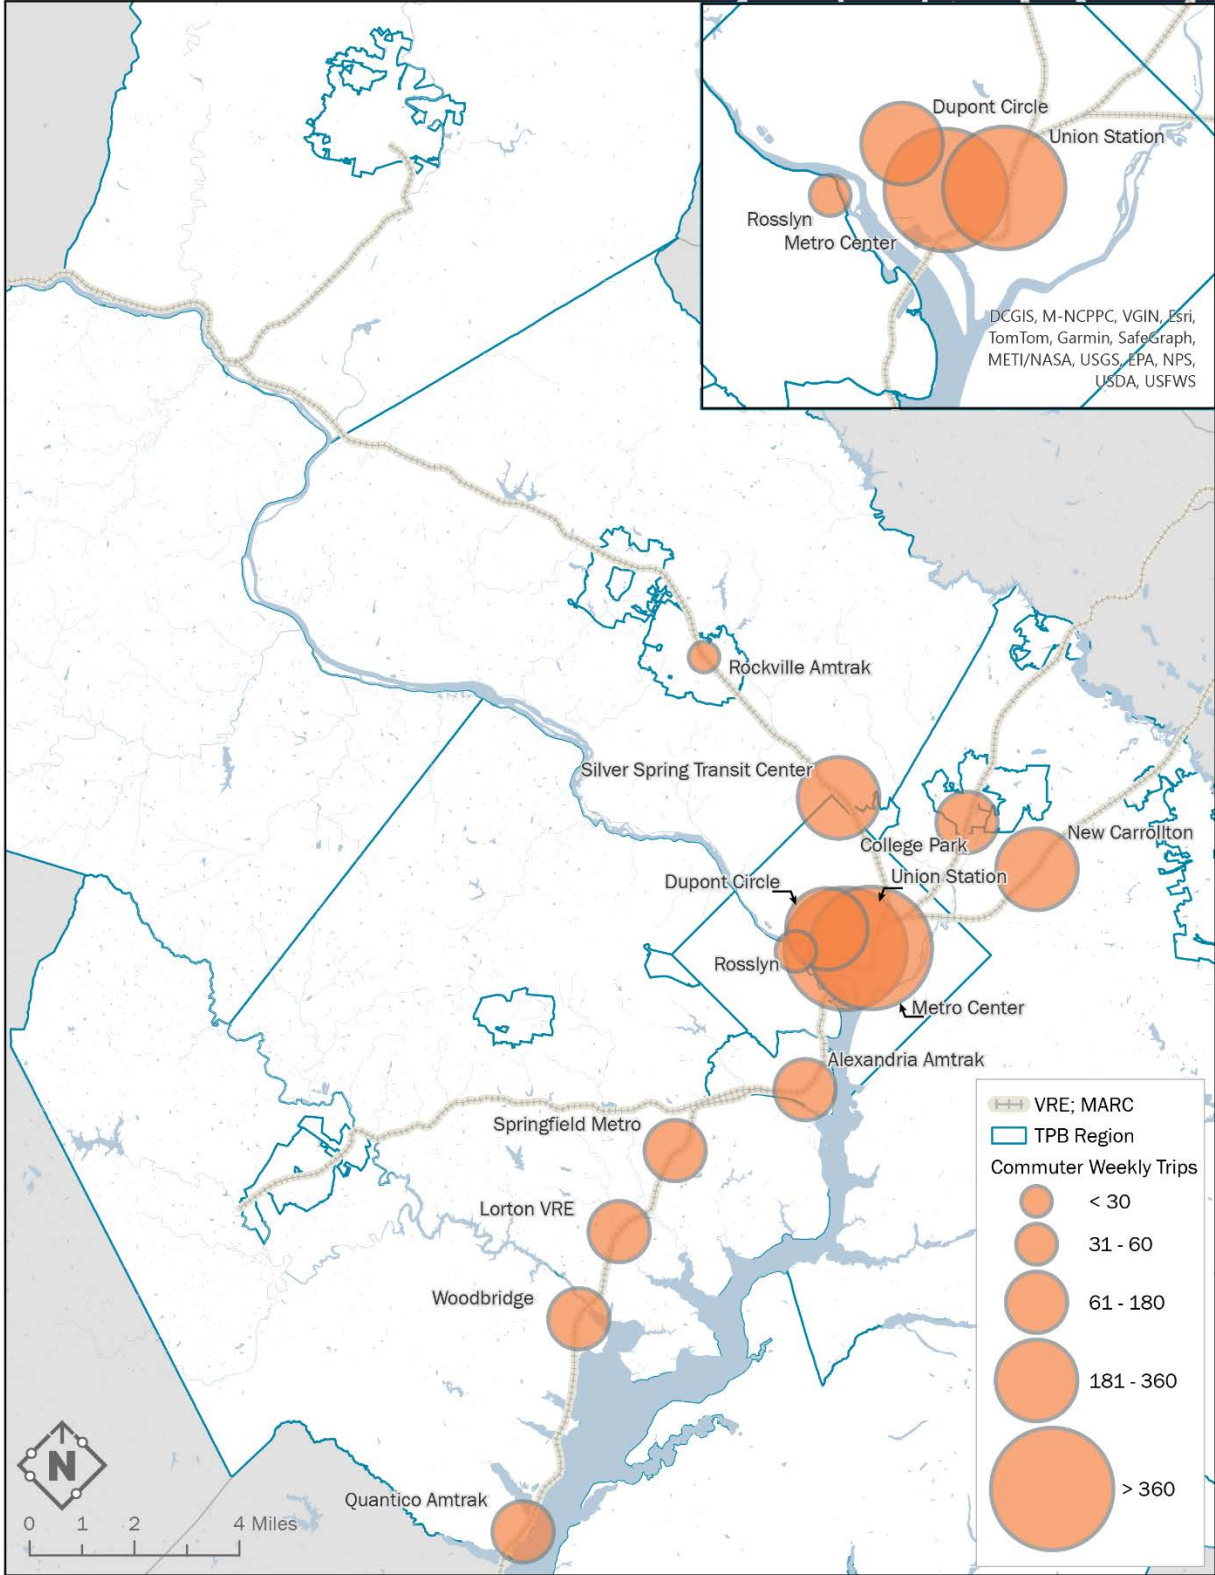 Dupont Circle
Union Station
Rosslyn
Metro Center
DCGIS, M-NCPPC, VGIN, Esri,
TomTom, Garmin, SafeGraph,
METI/NASA, USGS, EPA, NPS,
USDA, USFWS
Rockville Amtrak
Silver Spring Transit Center
College Park
New Carrollton
Dupont Circle
Union Station
Rosslyn
Metro Center
Alexandria Amtrak
Springfield Metro
Lorton VRE
Woodbridge
Quantico Amtrak
VRE; MARC
TPB Region
Commuter Weekly Trips
< 30
31 - 60
61 - 180
181 - 360
> 360
N
0 1 2 4 Miles